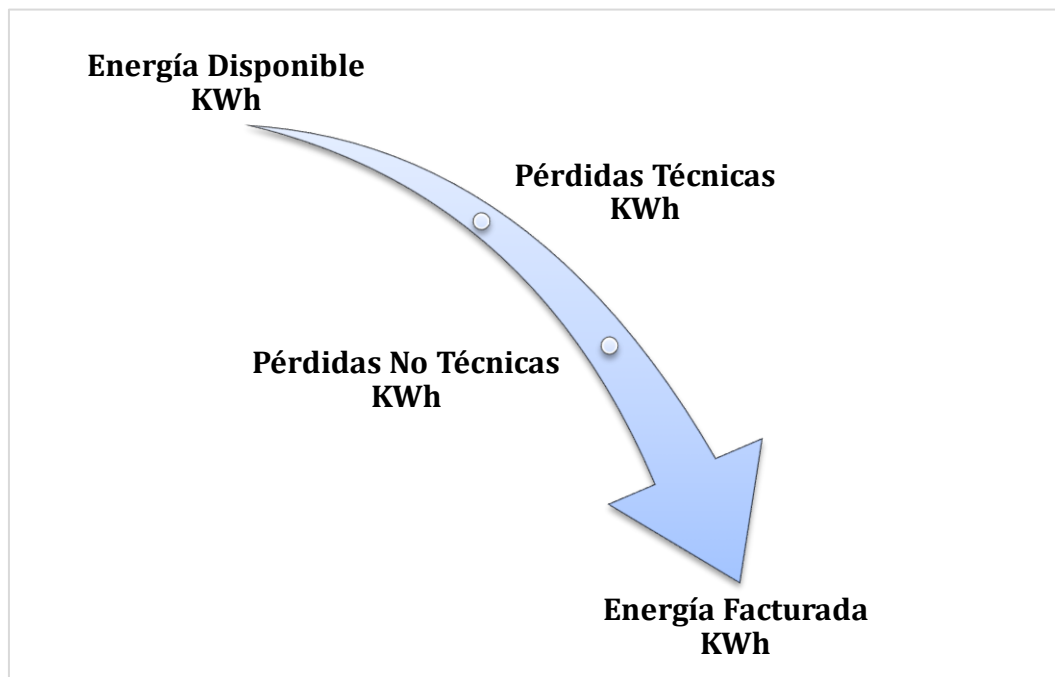 Energía Disponible
KWh
Pérdidas Técnicas
KWh
Pérdidas No Técnicas
KWh
Energía Facturada
KWh